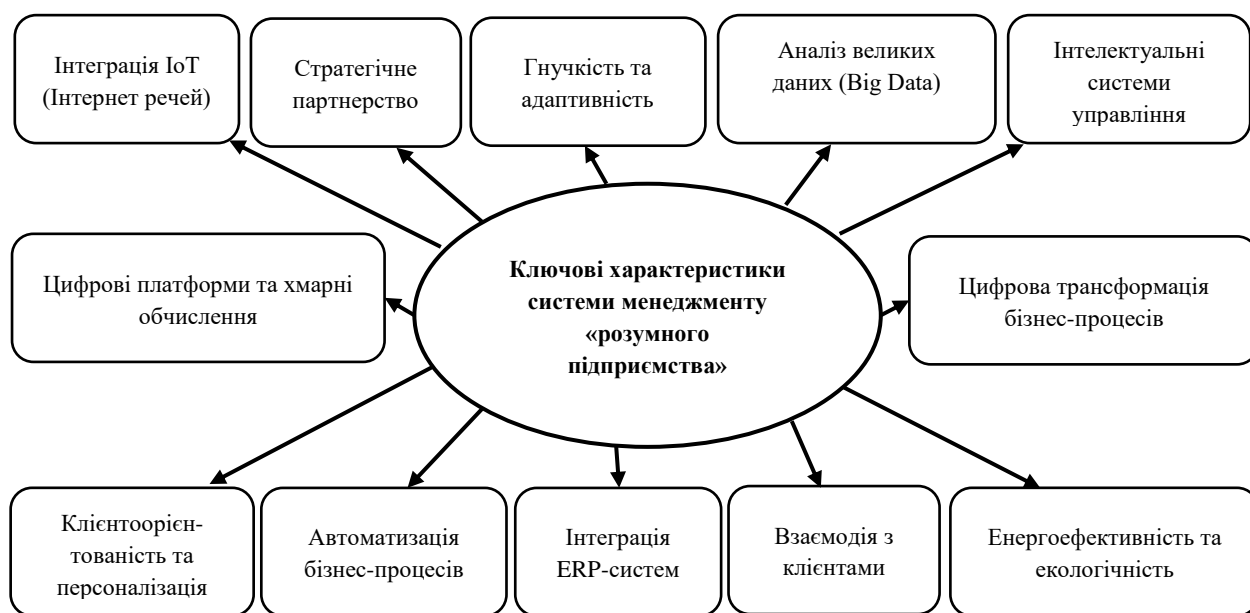 Інтеграція IoT
(Інтернет речей)
Стратегічне
партнерство
Гнучкість та
адаптивність
Аналіз великих
даних (Big Data)
Інтелектуальні
системи
управління
Цифрові платформи та хмарні
обчислення
Ключові характеристики
системи менеджменту
«розумного
підприємства»
Цифрова трансформація
бізнес-процесів
Клієнтоорієн-
тованість та
персоналізація
Автоматизація
бізнес-процесів
Інтеграція
ERP-систем
Взаємодія з
клієнтами
Енергоефективність та
екологічність